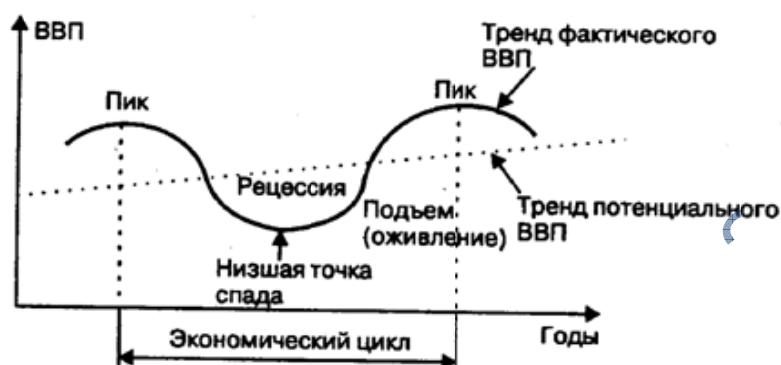 ВВП
Тренд фактического
ВВП
Пик
Пик
Рецессия
Подъем
(оживление)
Тренд потенциального
ВВП
Низшая точка
спада
Экономический цикл
Годы